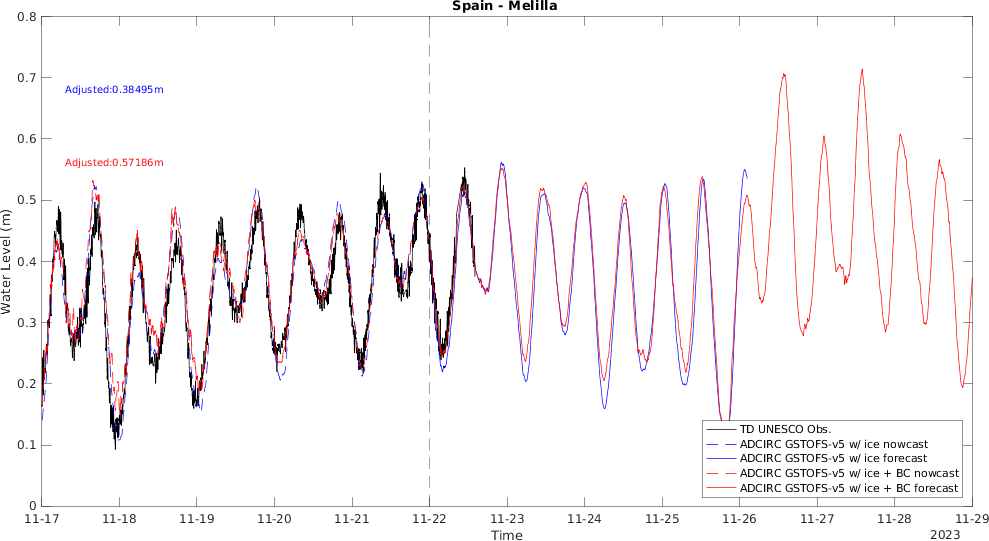 Spain - Melilla
0.8
0.7
0.6
0.5
0.4
0.3
0.2
0.1
0
Water Level (m)
Adjusted:0.38495m
Adjusted:0.57186m
TD UNESCO Obs.
ADCIRC GSTOFS-v5 w/ ice nowcast
ADCIRC GSTOFS-v5 w/ ice forecast
ADCIRC GSTOFS-v5 w/ ice + BC nowcast
ADCIRC GSTOFS-v5 w/ ice + BC forecast
11-17 11-18 11-19 11-20 11-21 11-22 11-23 11-24 11-25 11-26 11-27 11-28 11-29
Time
2023